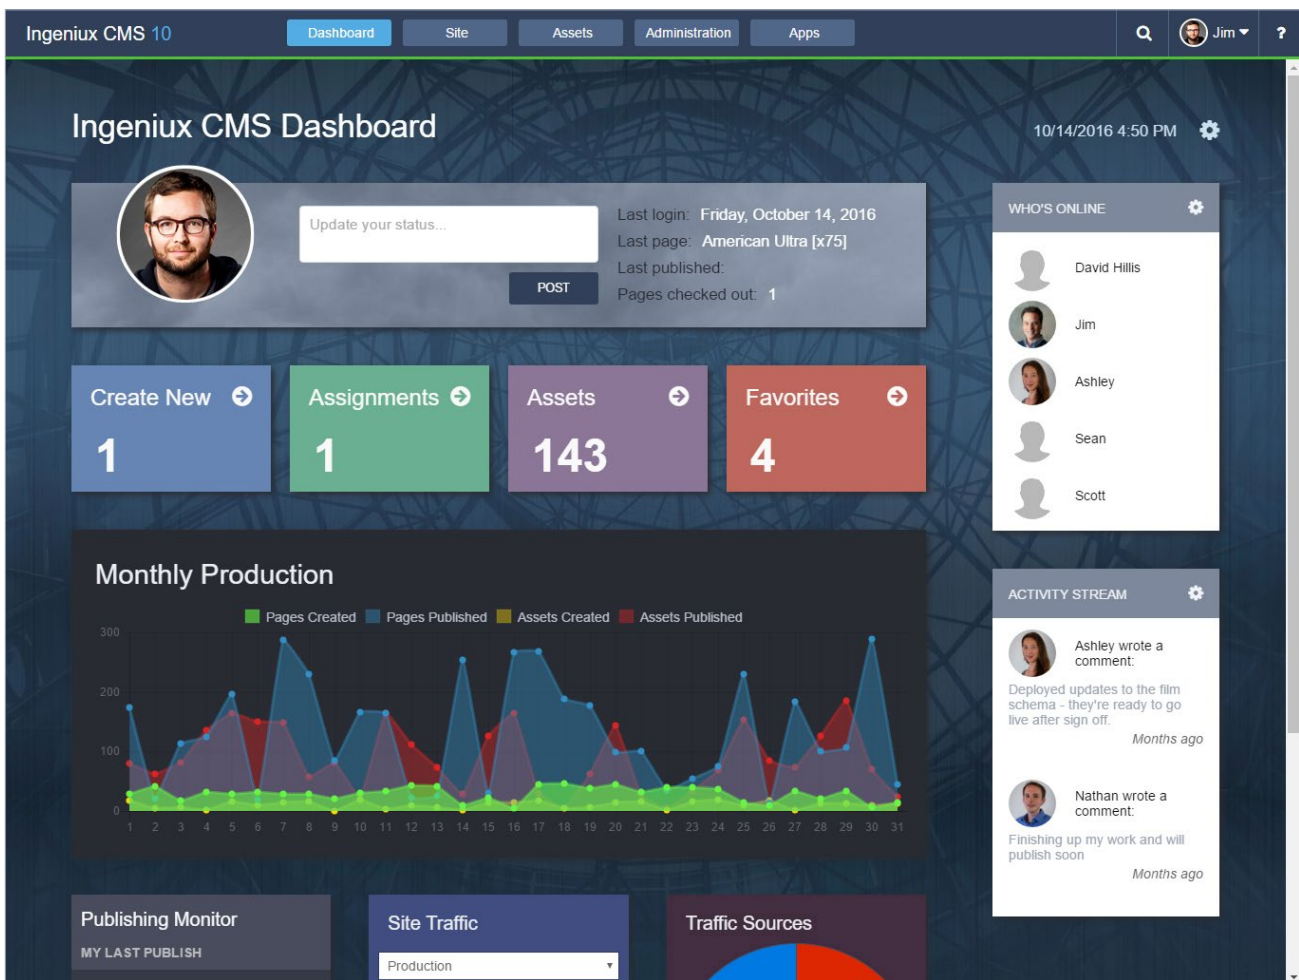 Ingeniux CMS 10
Dashboard
Site
Assets
Administration
Apps
Jim
?
Ingeniux CMS Dashboard
10/14/2016 4:50 PM
Update your status...
POST
Last login: Friday, October 14, 2016
Last page: American Ultra [x75]
Last published:
Pages checked out: 1
WHO'S ONLINE
David Hillis
Jim
Ashley
Sean
Scott
Create New
1
Assignments
1
Assets
143
Favorites
4
Monthly Production
Pages Created Pages Published Assets Created Assets Published
300
200
100
0
1 2 3 4 5 6 7 8 9 10 11 12 13 14 15 16 17 18 19 20 21 22 23 24 25 26 27 28 29 30 31
ACTIVITY STREAM
Ashley wrote a
comment:
Deployed updates to the film
schema - they're ready to go
live after sign off.
Months ago
Nathan wrote a
comment:
Finishing up my work and will
publish soon
Months ago
Publishing Monitor
MY LAST PUBLISH
Site Traffic
Production
Traffic Sources